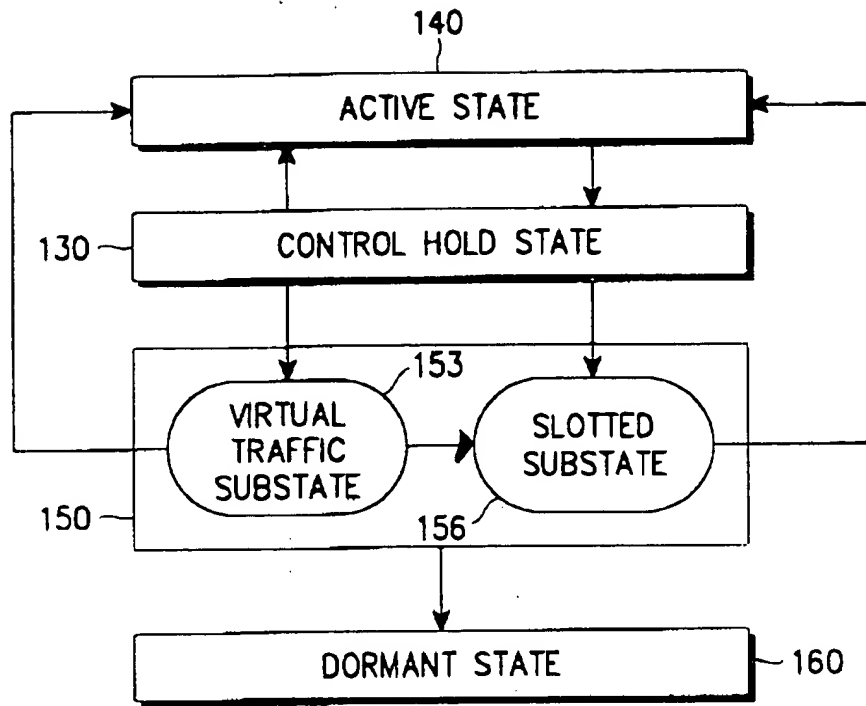 140
ACTIVE STATE
130
CONTROL HOLD STATE
153
VIRTUAL
TRAFFIC
SUBSTATE
SLOTTED
SUBSTATE
150
156
DORMANT STATE
160